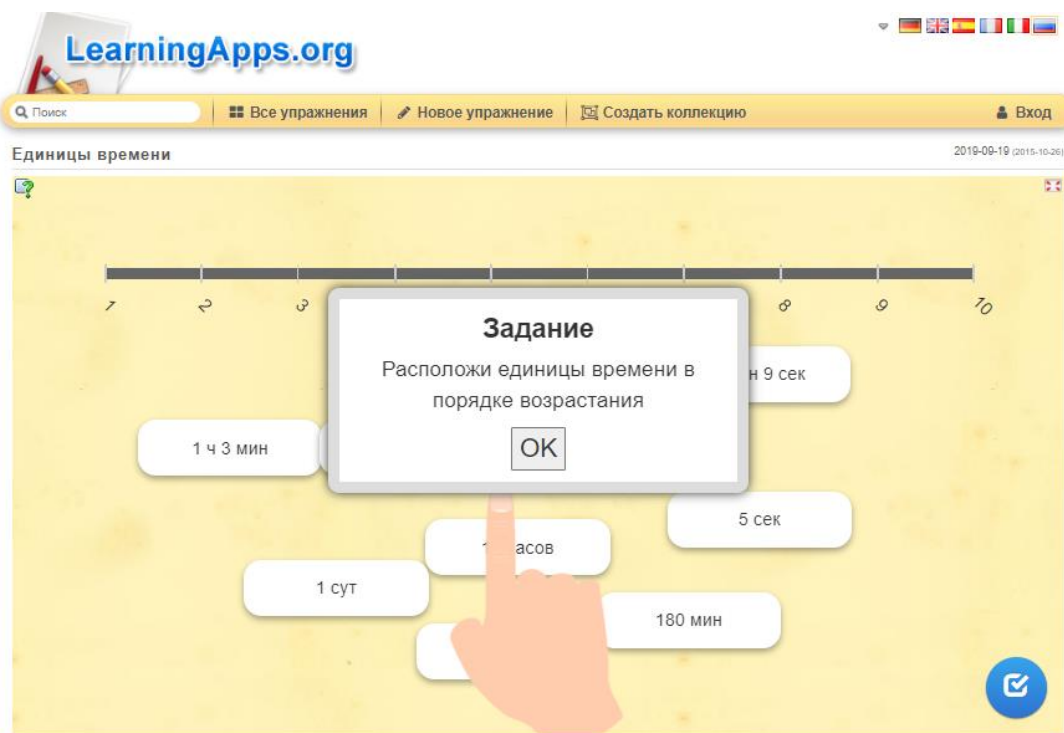 LearningApps.org
Поиск
Все упражнения
Новое упражнение
Создать коллекцию
Вход
Единицы времени
2019-09-19 (2015-10-26)
1 2 3 8 9 10
Задание
Расположи единицы времени в
порядке возрастания
OK
9 сек
1 ч 3 мин
5 сек
1 сут
180 мин